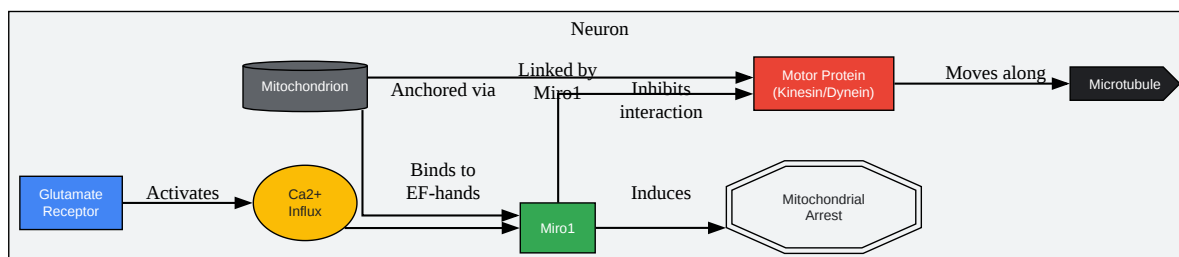 Neuron
Mitochondrion
Anchored via
Linked by
Miro1
Inhibits
interaction
Motor Protein
(Kinesin/Dynein)
Moves along
Microtubule
Glutamate
Receptor
Activates
Ca2+
Influx
Binds to
EF-hands
Miro1
Induces
Mitochondrial
Arrest